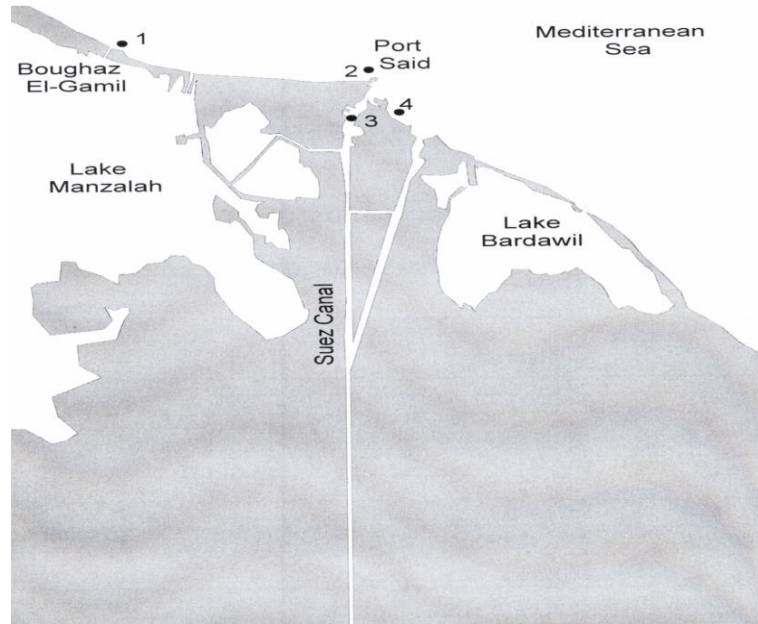 1
Boughaz
El-Gamil
2
Port
Said
Mediterranean
Sea
3
4
Lake
Manzalah
Lake
Bardawil
Suez Canal